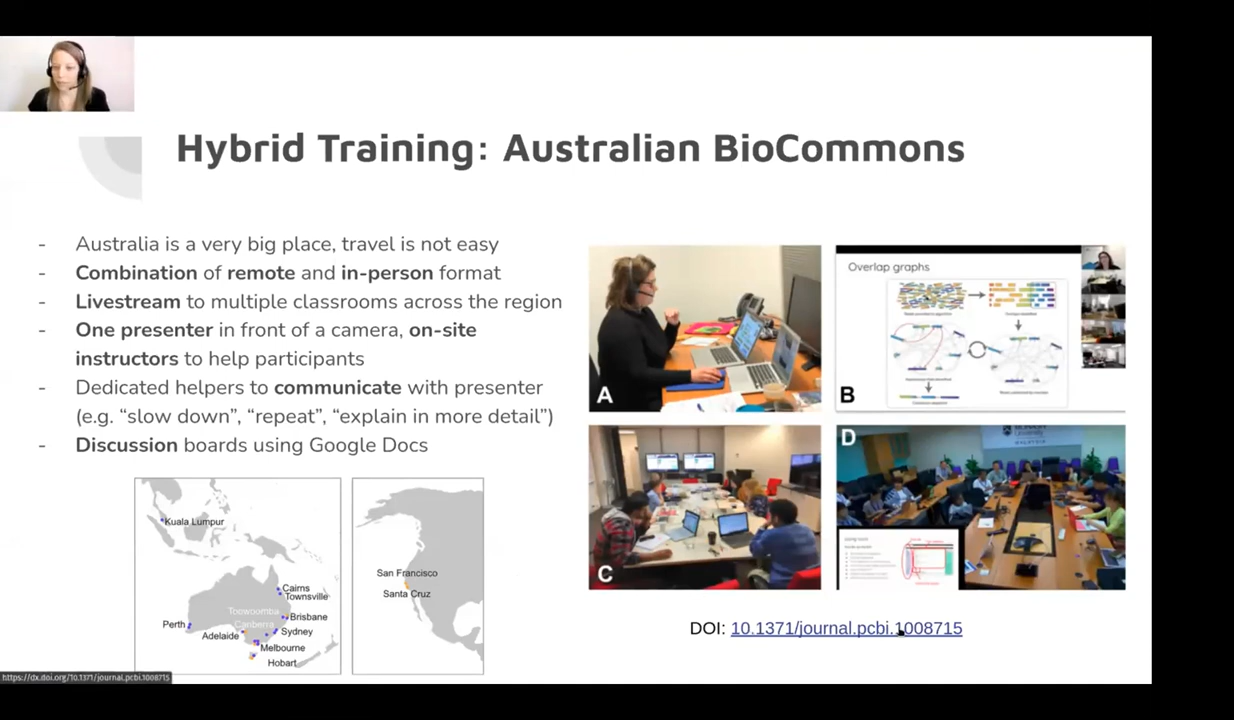 Hybrid Training: Australian BioCommons
- Australia is a very big place, travel is not easy
- Combination of remote and in-person format
- Livestream to multiple classrooms across the region
- One presenter in front of a camera, on-site
instructors to help participants
- Dedicated helpers to communicate with presenter
(e.g. “slow down”, “repeat”, “explain in more detail”)
- Discussion boards using Google Docs
Kuala Lumpur
Cairns
Townsville
Toowoomba
Brisbane
Perth
Canberra
Sydney
Adelaide
Melbourne
Hobart
San Francisco
Santa Cruz
A
Overlap graphs
B
C
D
DOI: 10.1371/journal.pcbi.1008715
https://dx.doi.org/10.1371/journal.pcbi.1008715